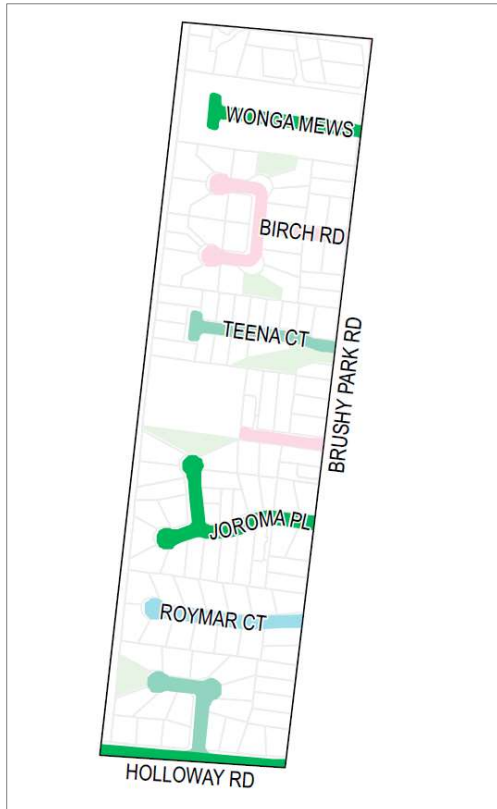 WONGA MEWS
BIRCH RD
TEENA CT
BRUSHY PARK RD
JOROMA PL
ROYMAR CT
HOLLOWAY RD